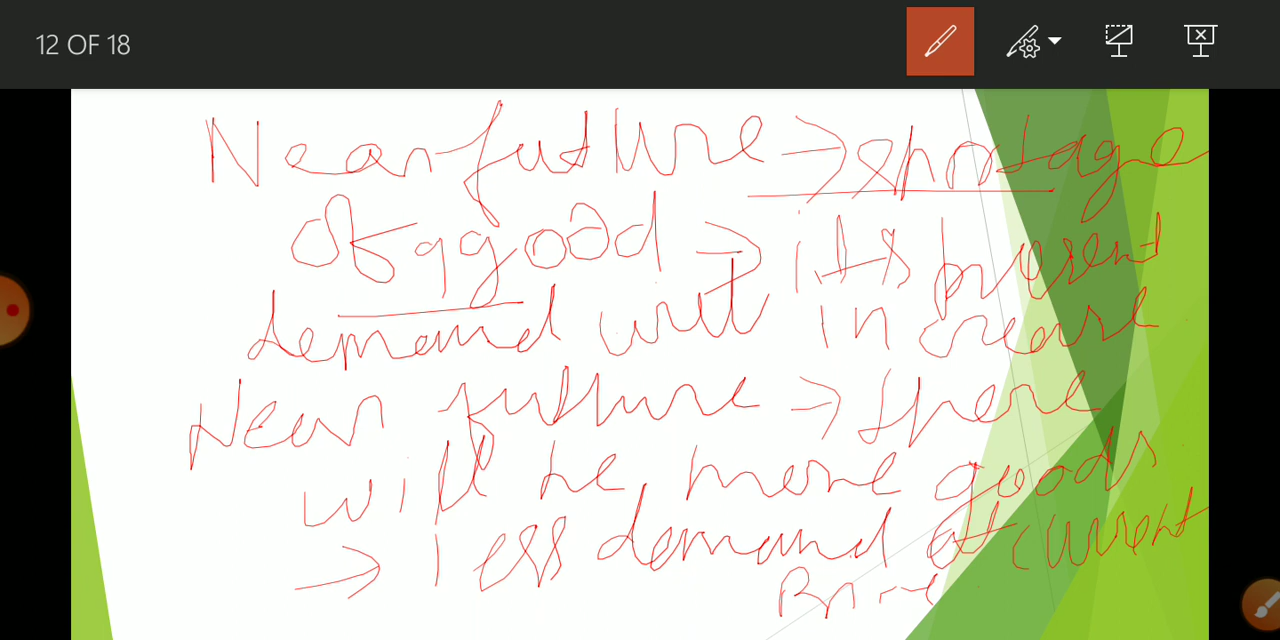 12 OF 18
Near future → shortage
of a good → its present
demand will increase
Near future → there
will be more goods
→ less demand at current